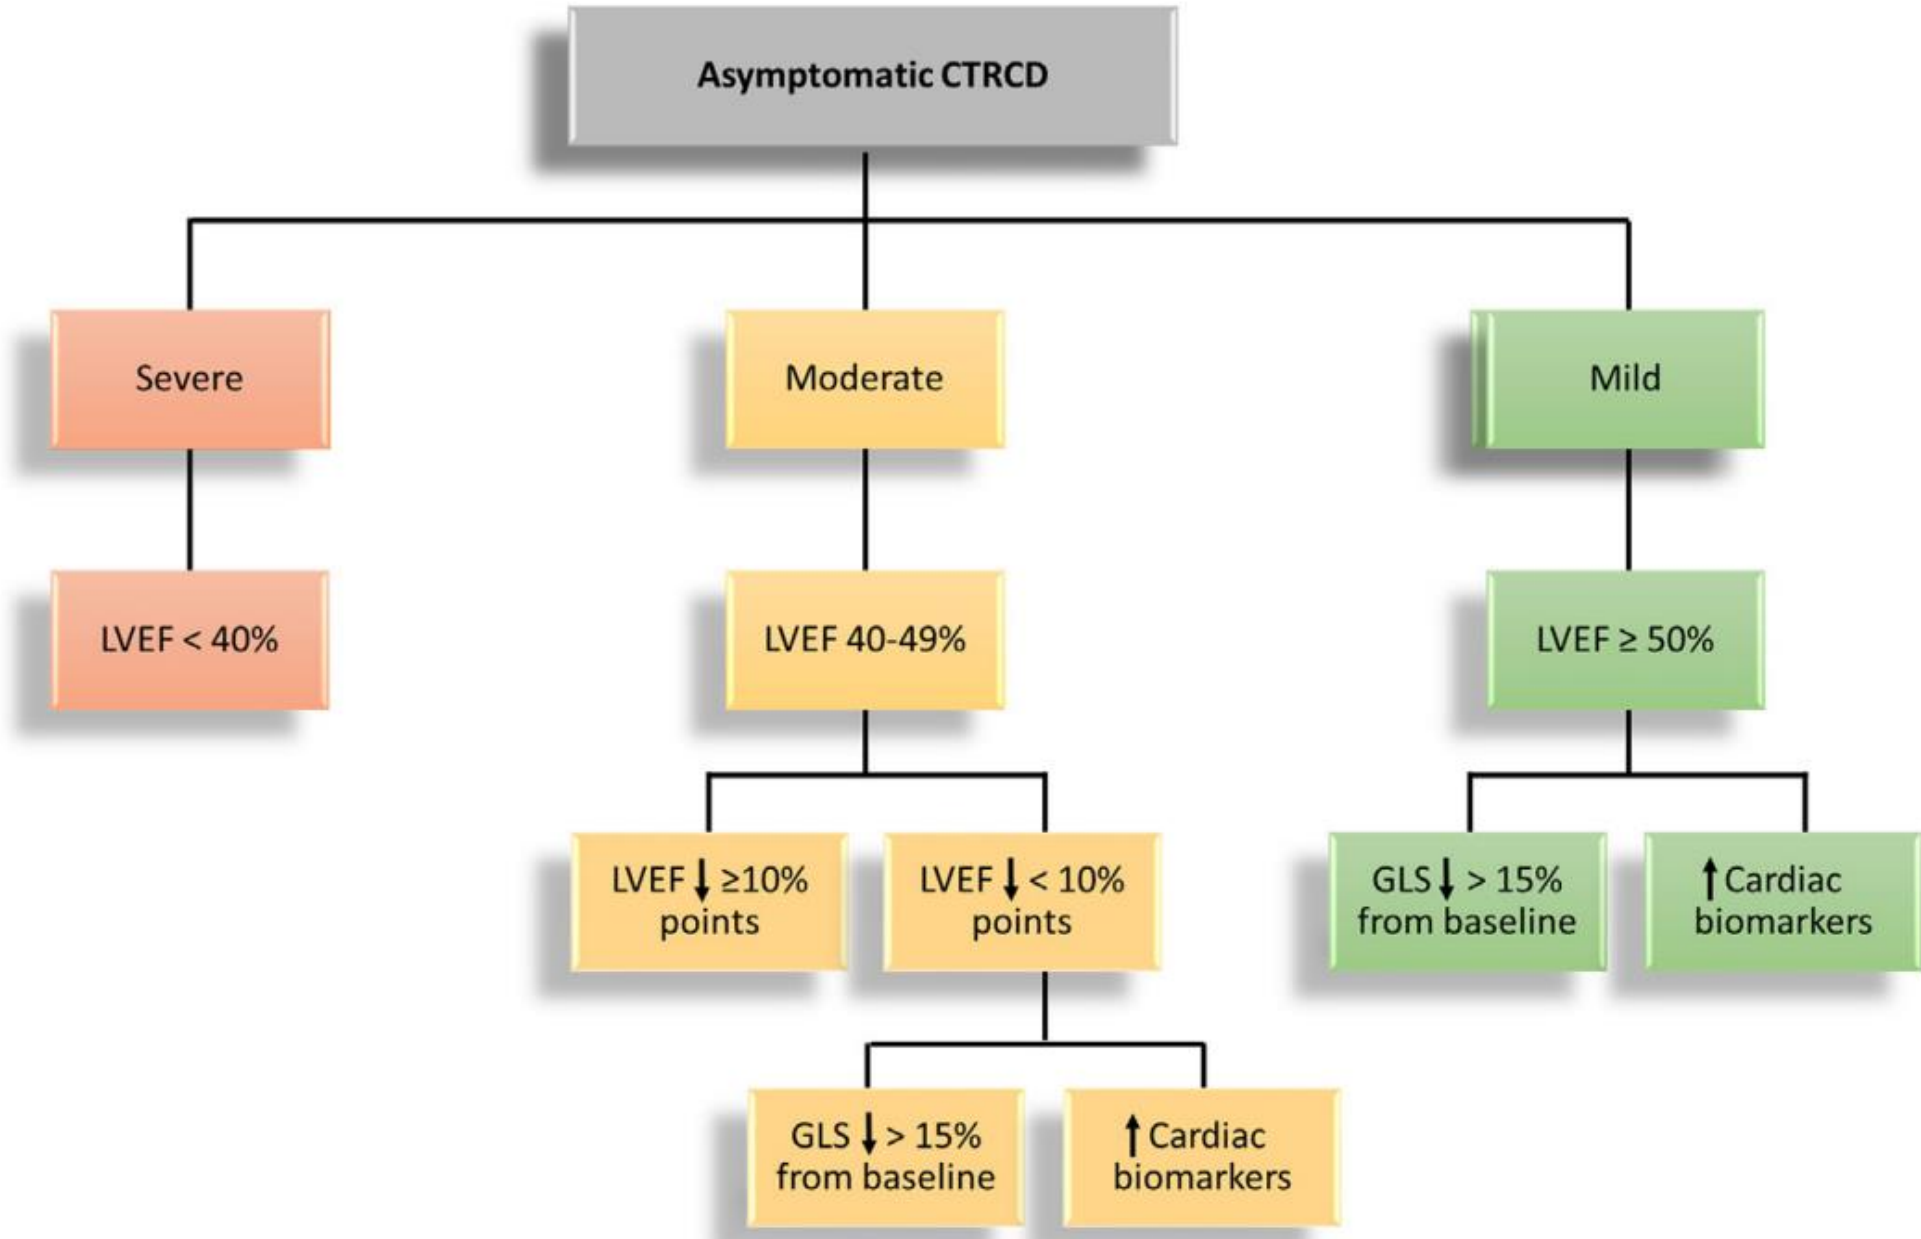 Asymptomatic CTRCD
Severe
Moderate
Mild
LVEF < 40%
LVEF 40-49%
LVEF ≥ 50%
LVEF ↓ ≥10%
points
LVEF ↓ < 10%
points
GLS ↓ > 15%
from baseline
↑ Cardiac
biomarkers
GLS ↓ > 15%
from baseline
↑ Cardiac
biomarkers